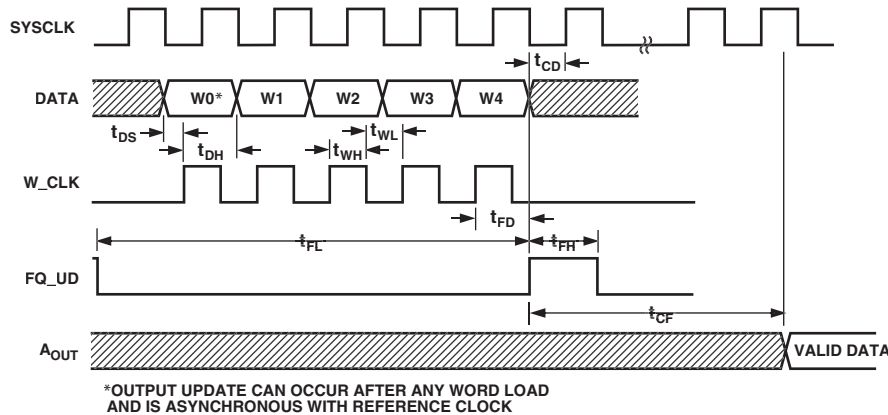 SYSCLK
tCD
DATA
W0* W1 W2 W3 W4
tDS
tDH
tWH
tWL
W_CLK
tFD
tFL
tFH
FQ_UD
tCF
AOUT
VALID DATA
*OUTPUT UPDATE CAN OCCUR AFTER ANY WORD LOAD
AND IS ASYNCHRONOUS WITH REFERENCE CLOCK